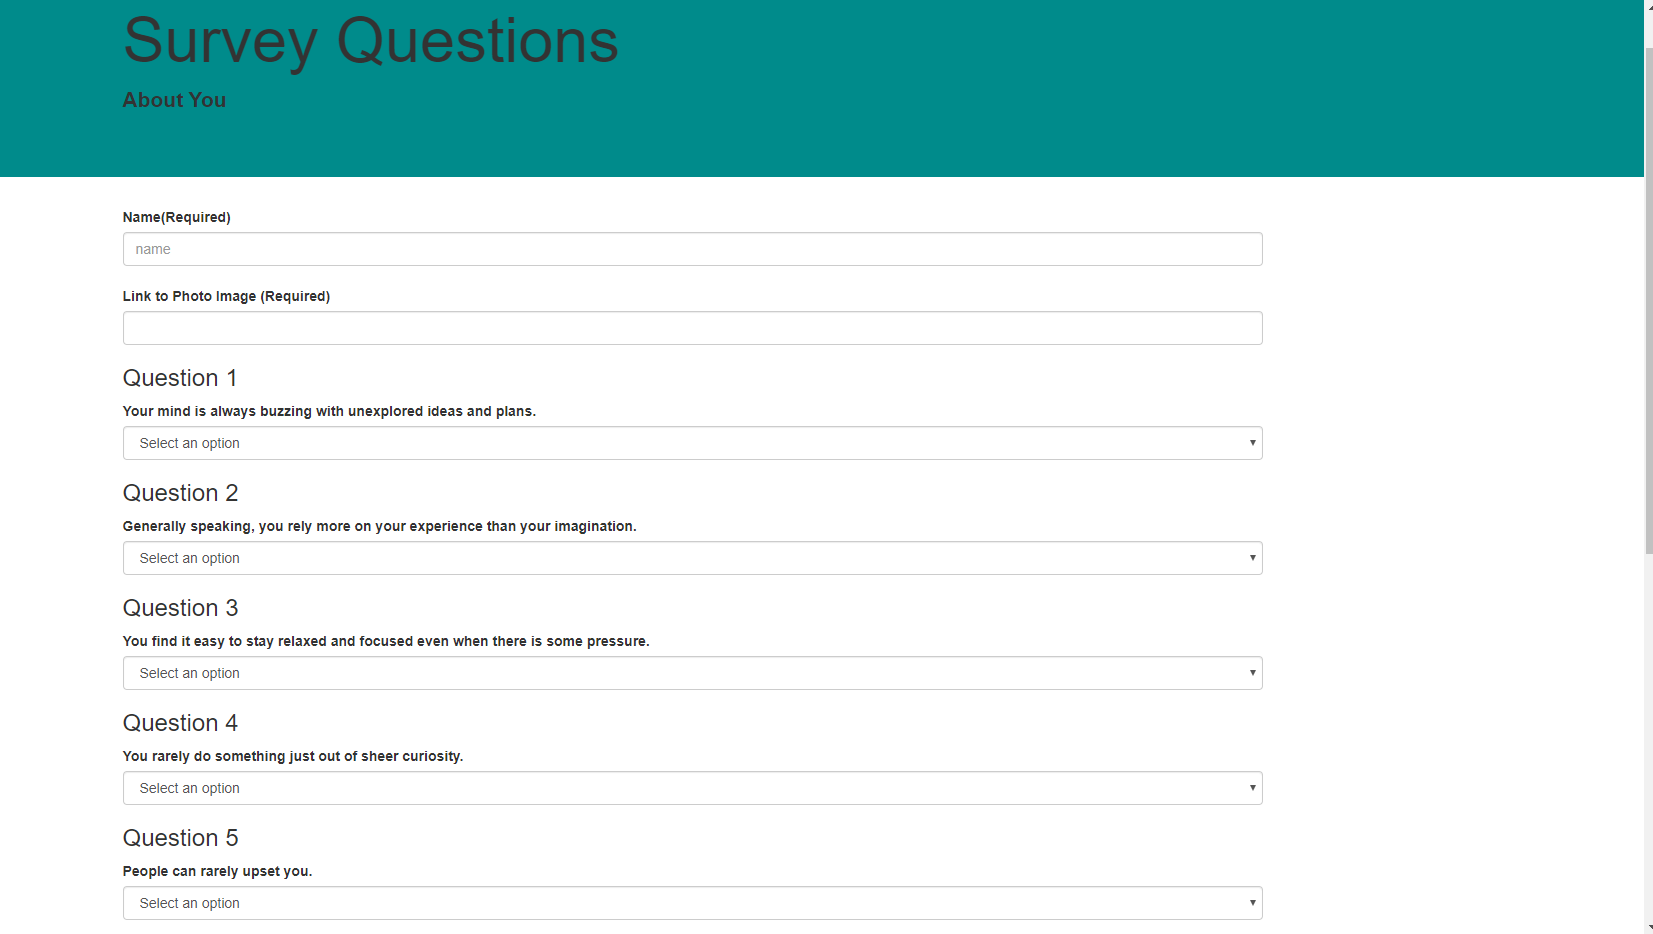 Survey Questions
About You
Name(Required)
name
Link to Photo Image (Required)
Question 1
Your mind is always buzzing with unexplored ideas and plans.
Select an option
Question 2
Generally speaking, you rely more on your experience than your imagination.
Select an option
Question 3
You find it easy to stay relaxed and focused even when there is some pressure.
Select an option
Question 4
You rarely do something just out of sheer curiosity.
Select an option
Question 5
People can rarely upset you.
Select an option